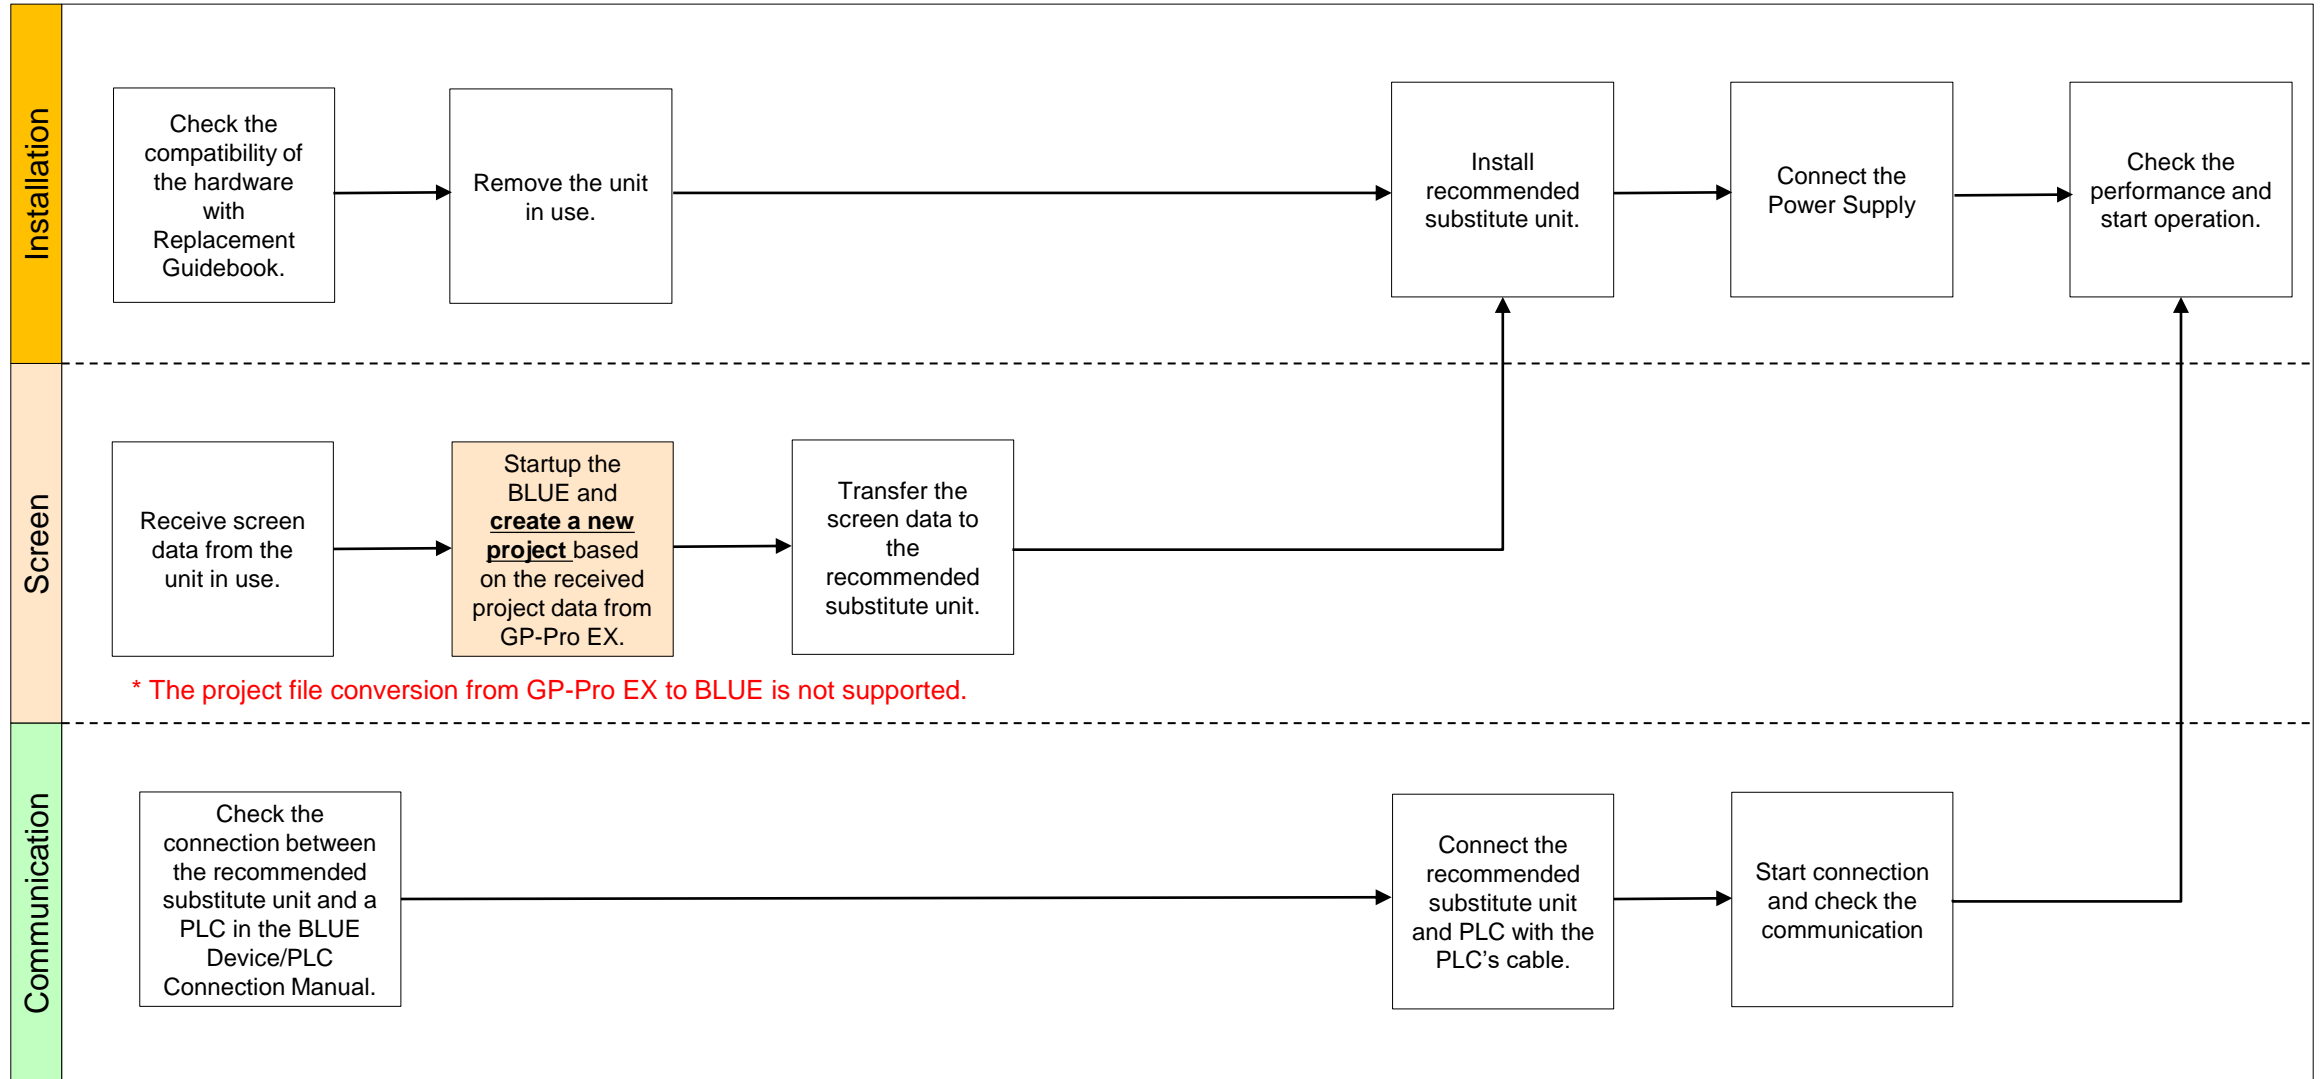 Installation
Check the
compatibility of
the hardware
with
Replacement
Guidebook.
Remove the unit
in use.
Install
recommended
substitute unit.
Connect the
Power Supply
Check the
performance and
start operation.
Screen
Receive screen
data from the
unit in use.
Startup the
BLUE and
create a new
project based
on the received
project data from
GP-Pro EX.
Transfer the
screen data to
the
recommended
substitute unit.
* The project file conversion from GP-Pro EX to BLUE is not supported.
Communication
Check the
connection between
the recommended
substitute unit and a
PLC in the BLUE
Device/PLC
Connection Manual.
Connect the
recommended
substitute unit
and PLC with the
PLC’s cable.
Start connection
and check the
communication